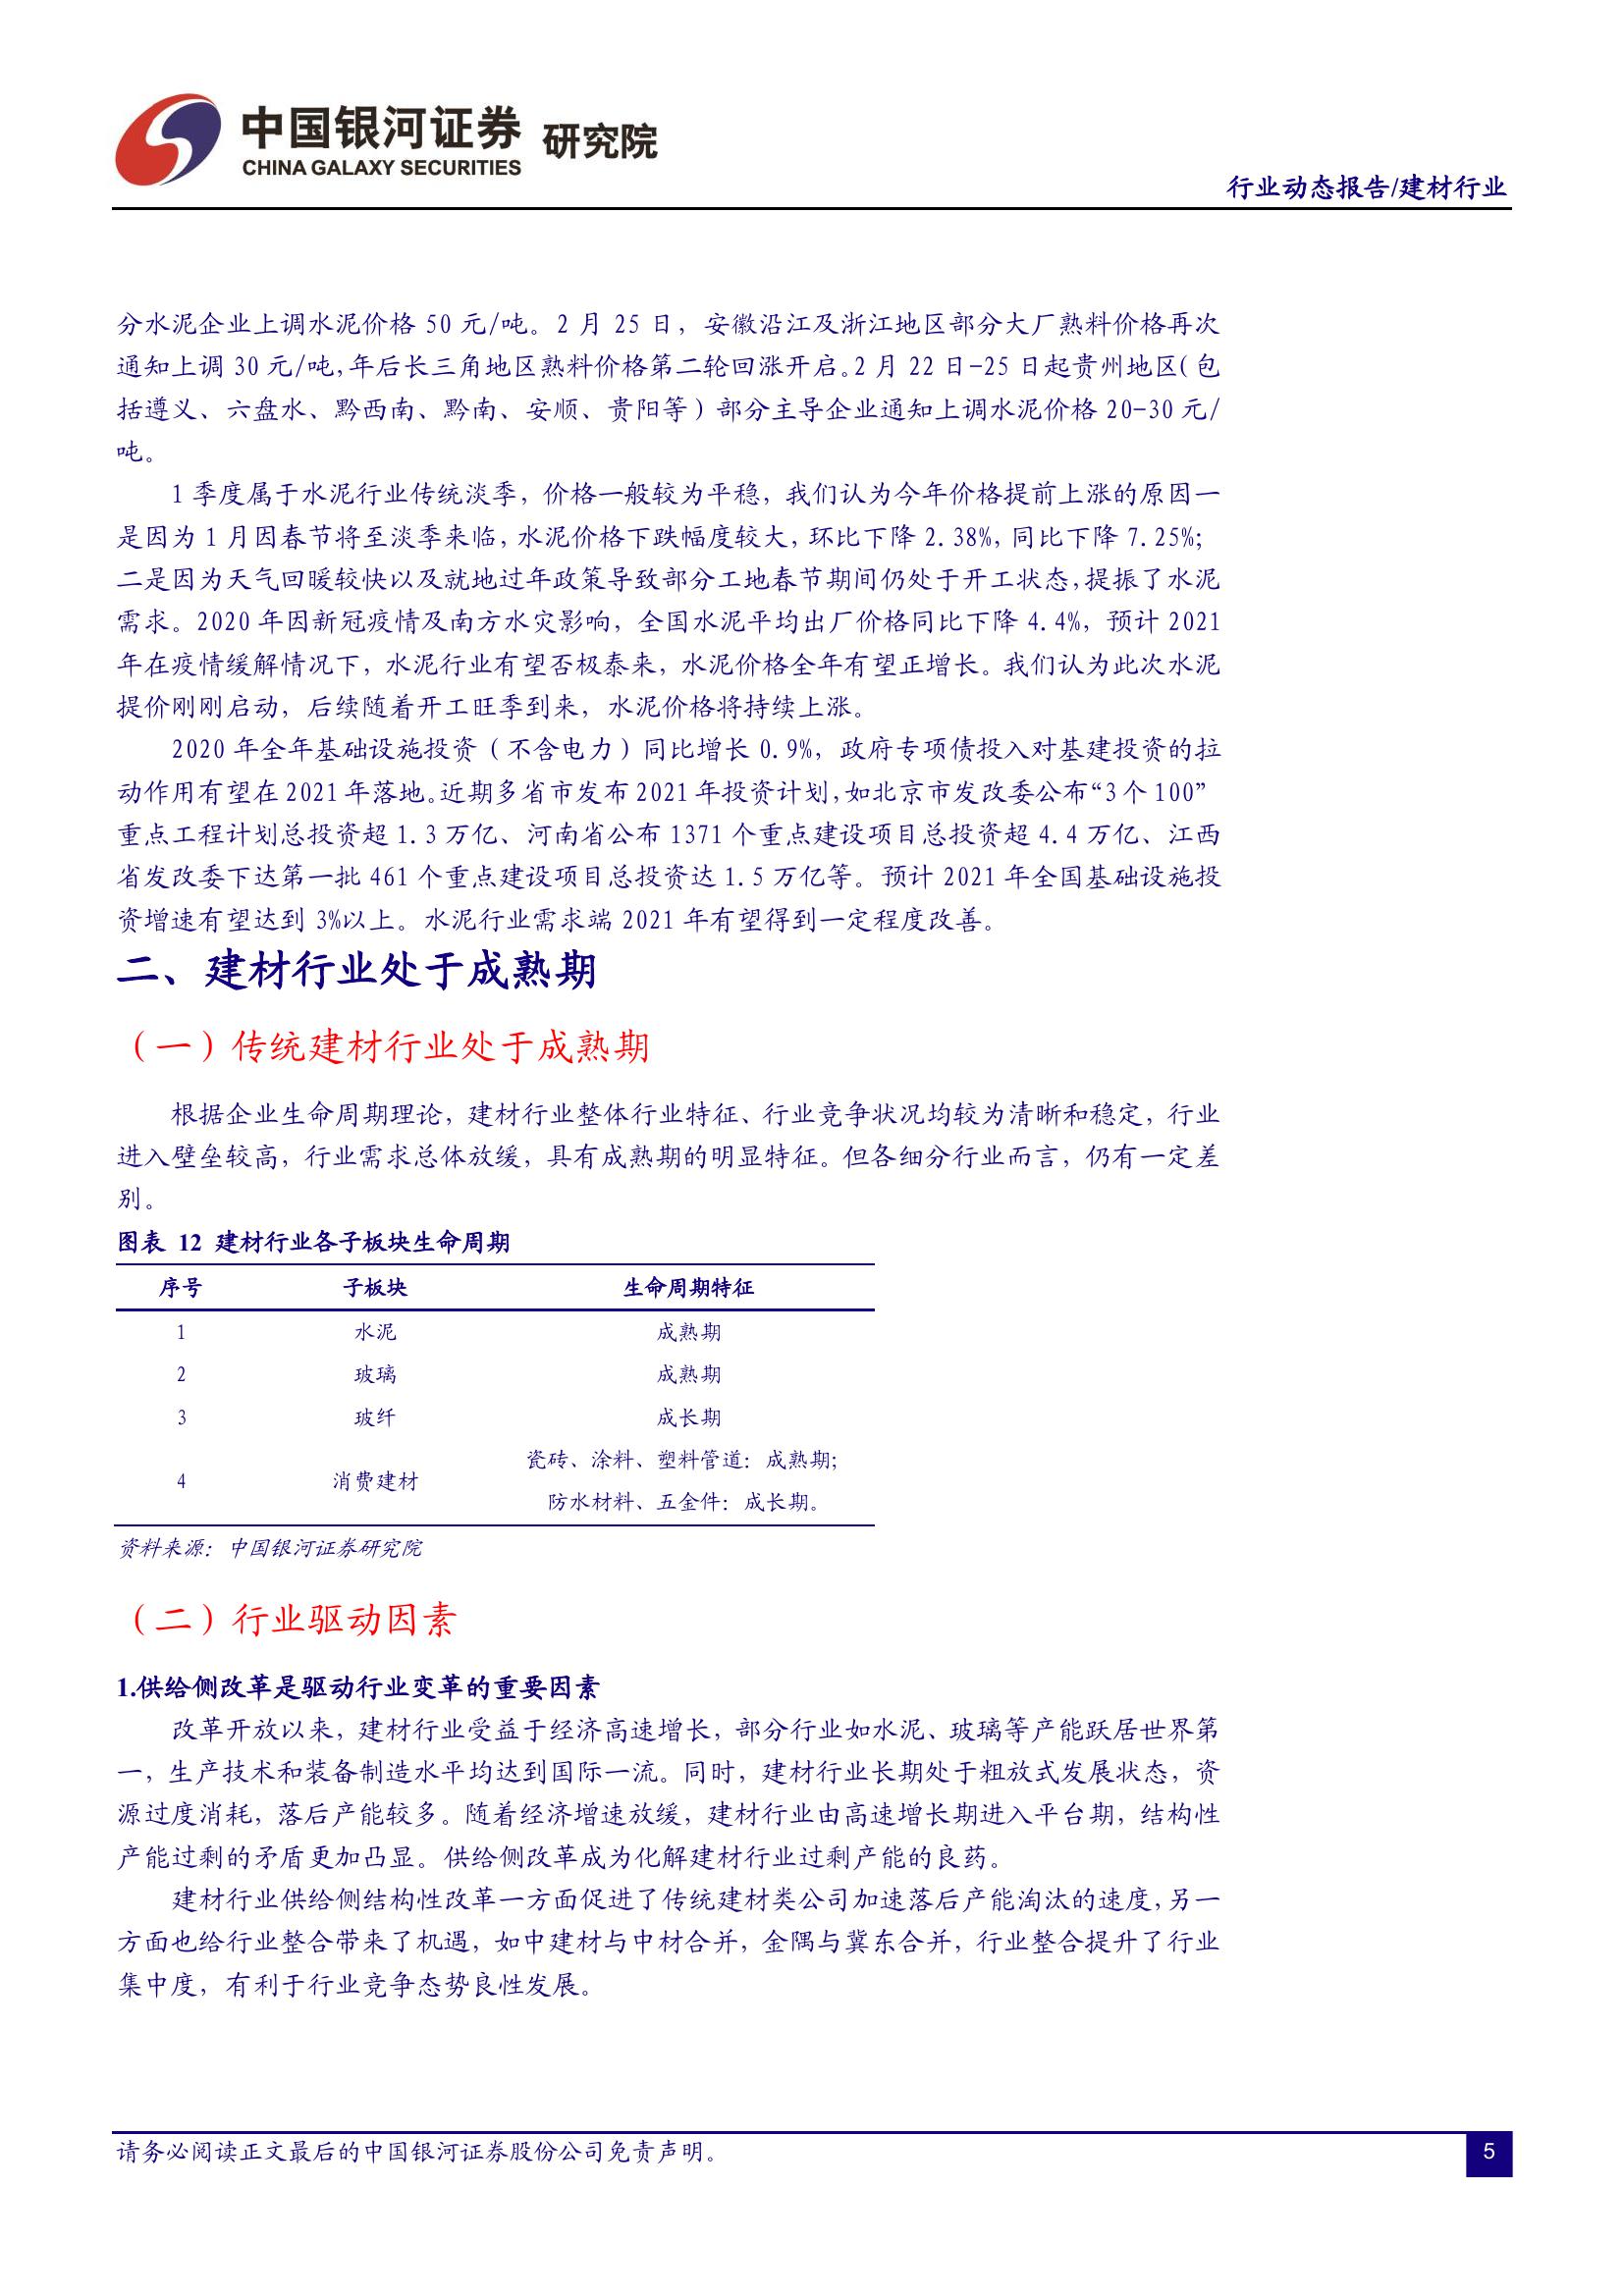 中国银河证券 研究院
CHINA GALAXY SECURITIES
行业动态报告/建材行业
分水泥企业上调水泥价格 50 元/吨。2 月 25 日，安徽沿江及浙江地区部分大厂熟料价格再次
通知上调 30 元/吨，年后长三角地区熟料价格第二轮回涨开启。2 月 22 日-25 日起贵州地区（包
括遵义、六盘水、黔西南、黔南、安顺、贵阳等）部分主导企业通知上调水泥价格 20-30 元/
吨。
1 季度属于水泥行业传统淡季，价格一般较为平稳，我们认为今年价格提前上涨的原因一
是因为 1 月因春节将至淡季来临，水泥价格下跌幅度较大，环比下降 2.38%，同比下降 7.25%；
二是因为天气回暖较快以及就地过年政策导致部分工地春节期间仍处于开工状态，提振了水泥
需求。2020 年因新冠疫情及南方水灾影响，全国水泥平均出厂价格同比下降 4.4%，预计 2021
年在疫情缓解情况下，水泥行业有望否极泰来，水泥价格全年有望正增长。我们认为此次水泥
提价刚刚启动，后续随着开工旺季到来，水泥价格将持续上涨。
2020 年全年基础设施投资（不含电力）同比增长 0.9%，政府专项债投入对基建投资的拉
动作用有望在 2021 年落地。近期多省市发布 2021 年投资计划，如北京市发改委公布“3 个 100”
重点工程计划总投资超 1.3 万亿、河南省公布 1371 个重点建设项目总投资超 4.4 万亿、江西
省发改委下达第一批 461 个重点建设项目总投资达 1.5 万亿等。预计 2021 年全国基础设施投
资增速有望达到 3%以上。水泥行业需求端 2021 年有望得到一定程度改善。
二、建材行业处于成熟期
（一）传统建材行业处于成熟期
根据企业生命周期理论，建材行业整体行业特征、行业竞争状况均较为清晰和稳定，行业
进入壁垒较高，行业需求总体放缓，具有成熟期的明显特征。但各细分行业而言，仍有一定差
别。
图表 12 建材行业各子板块生命周期
序号 子板块 生命周期特征
1 水泥 成熟期
2 玻璃 成熟期
3 玻纤 成长期
瓷砖、涂料、塑料管道：成熟期；
4 消费建材
防水材料、五金件：成长期。
资料来源：中国银河证券研究院
（二）行业驱动因素
1.供给侧改革是驱动行业变革的重要因素
改革开放以来，建材行业受益于经济高速增长，部分行业如水泥、玻璃等产能跃居世界第
一，生产技术和装备制造水平均达到国际一流。同时，建材行业长期处于粗放式发展状态，资
源过度消耗，落后产能较多。随着经济增速放缓，建材行业由高速增长期进入平台期，结构性
产能过剩的矛盾更加凸显。供给侧改革成为化解建材行业过剩产能的良药。
建材行业供给侧结构性改革一方面促进了传统建材类公司加速落后产能淘汰的速度，另一
方面也给行业整合带来了机遇，如中建材与中材合并，金隅与冀东合并，行业整合提升了行业
集中度，有利于行业竞争态势良性发展。
请务必阅读正文最后的中国银河证券股份公司免责声明。
5